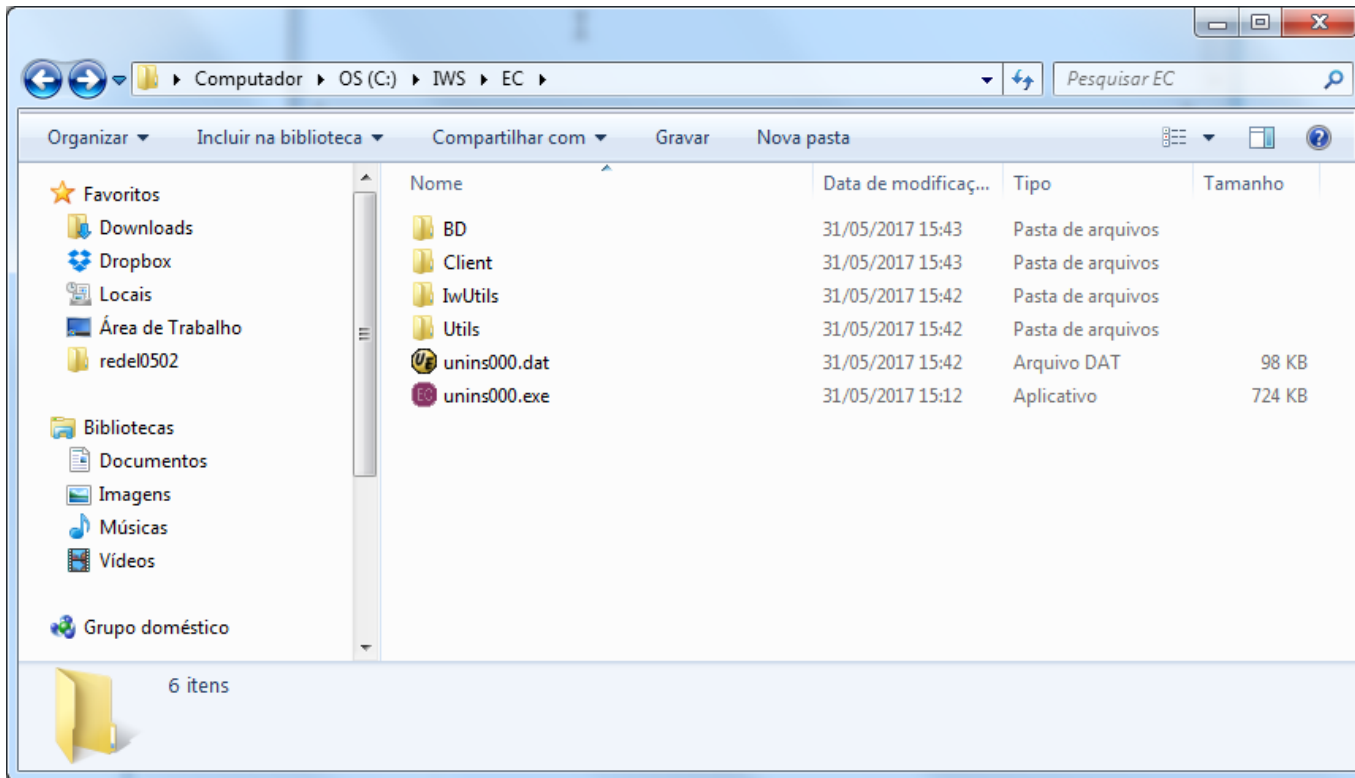 Computador OS (C:) IWS EC Pesquisar EC
Organizar Incluir na biblioteca Compartilhar com Gravar Nova pasta
Favoritos
Downloads
Dropbox
Locais
Área de Trabalho
redel0502
Bibliotecas
Documentos
Imagens
Músicas
Vídeos
Grupo doméstico
Nome Data de modificaç... Tipo Tamanho
BD 31/05/2017 15:43 Pasta de arquivos
Client 31/05/2017 15:43 Pasta de arquivos
IwUtils 31/05/2017 15:42 Pasta de arquivos
Utils 31/05/2017 15:42 Pasta de arquivos
UE unins000.dat 31/05/2017 15:42 Arquivo DAT 98 KB
EC unins000.exe 31/05/2017 15:12 Aplicativo 724 KB
6 itens